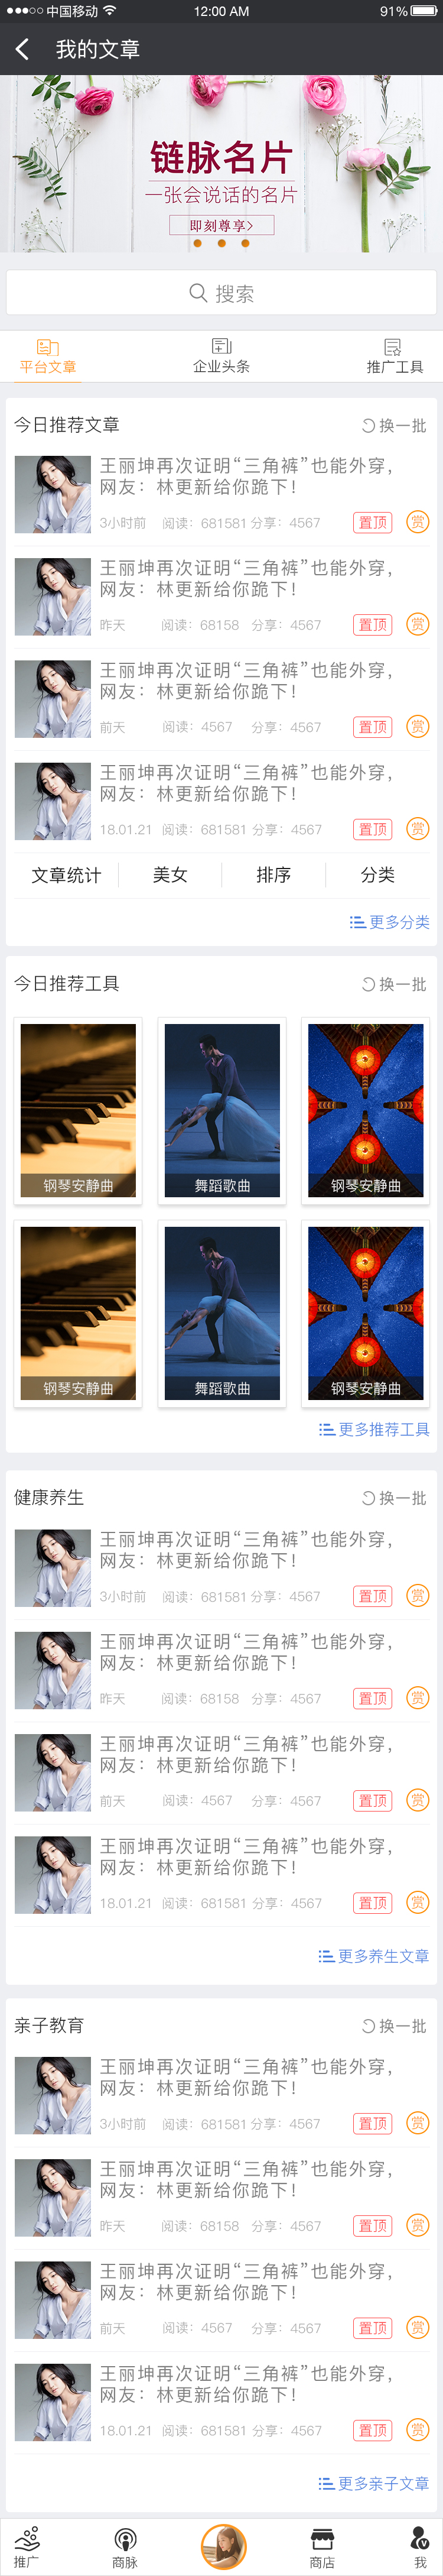 中国移动 12:00 AM 91%
我的文章
链脉名片
一张会说话的名片
即刻尊享>
搜索
平台文章 企业头条 推广工具
今日推荐文章 换一批
王丽坤再次证明“三角裤”也能外穿,
网友：林更新给你跪下!
3小时前 阅读：681581 分享：4567 置顶 赏
王丽坤再次证明“三角裤”也能外穿,
网友：林更新给你跪下!
昨天 阅读：68158 分享：4567 置顶 赏
王丽坤再次证明“三角裤”也能外穿,
网友：林更新给你跪下!
前天 阅读：4567 分享：4567 置顶 赏
王丽坤再次证明“三角裤”也能外穿,
网友：林更新给你跪下!
18.01.21 阅读：681581 分享：4567 置顶 赏
文章统计 美女 排序 分类
更多分类
今日推荐工具 换一批
钢琴安静曲 舞蹈歌曲 钢琴安静曲
钢琴安静曲 舞蹈歌曲 钢琴安静曲
更多推荐工具
健康养生 换一批
王丽坤再次证明“三角裤”也能外穿,
网友：林更新给你跪下!
3小时前 阅读：681581 分享：4567 置顶 赏
王丽坤再次证明“三角裤”也能外穿,
网友：林更新给你跪下!
昨天 阅读：68158 分享：4567 置顶 赏
王丽坤再次证明“三角裤”也能外穿,
网友：林更新给你跪下!
前天 阅读：4567 分享：4567 置顶 赏
王丽坤再次证明“三角裤”也能外穿,
网友：林更新给你跪下!
18.01.21 阅读：681581 分享：4567 置顶 赏
更多养生文章
亲子教育 换一批
王丽坤再次证明“三角裤”也能外穿,
网友：林更新给你跪下!
3小时前 阅读：681581 分享：4567 置顶 赏
王丽坤再次证明“三角裤”也能外穿,
网友：林更新给你跪下!
昨天 阅读：68158 分享：4567 置顶 赏
王丽坤再次证明“三角裤”也能外穿,
网友：林更新给你跪下!
前天 阅读：4567 分享：4567 置顶 赏
王丽坤再次证明“三角裤”也能外穿,
网友：林更新给你跪下!
18.01.21 阅读：681581 分享：4567 置顶 赏
更多亲子文章
推广 商脉 商店 我